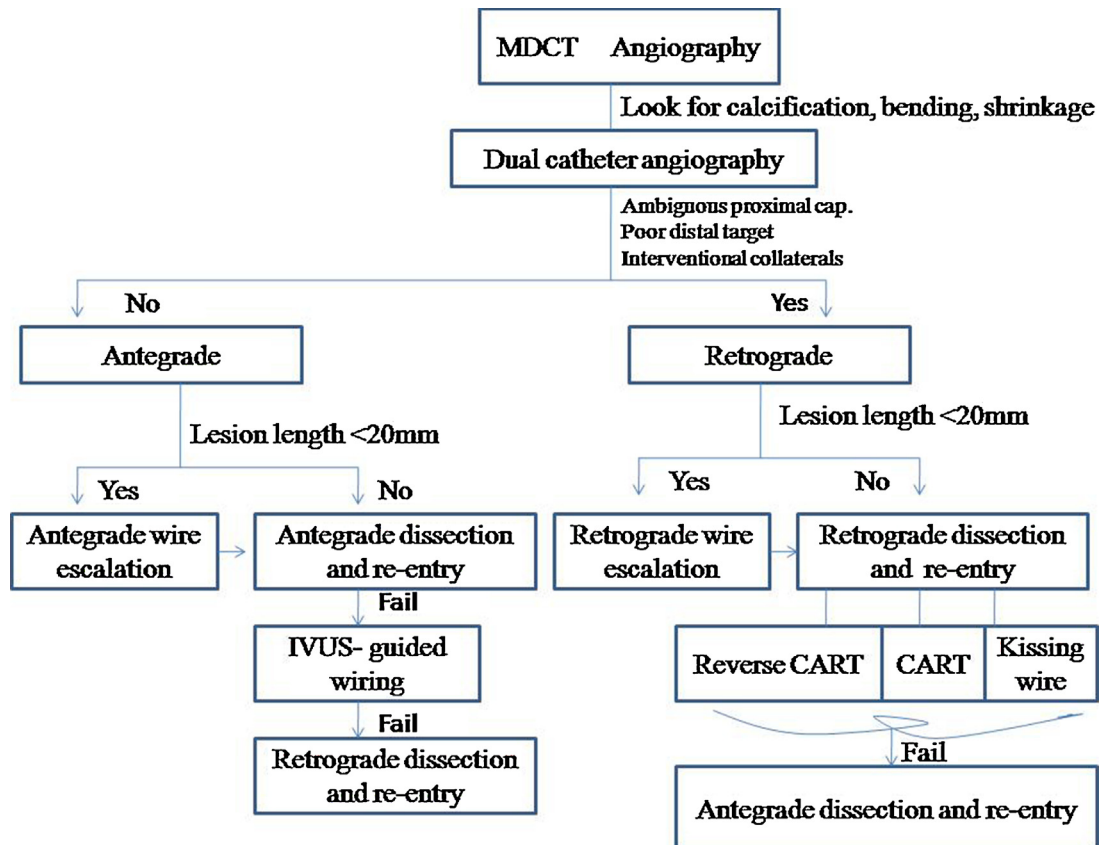 MDCT Angiography
Look for calcification, bending, shrinkage
Dual catheter angiography
Ambignous proximal cap.
Poor distal target
Interventional collaterals
No
Yes
Antegrade
Retrograde
Lesion length <20mm
Lesion length <20mm
Yes
No
Yes
No
Antegrade wire
escalation
Antegrade dissection
and re-entry
Retrograde wire
escalation
Retrograde dissection
and re-entry
Fail
IVUS- guided
wiring
Reverse CART
CART
Kissing
wire
Fail
Retrograde dissection
and re-entry
Fail
Antegrade dissection and re-entry